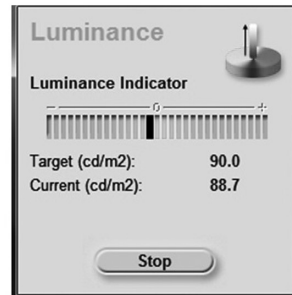 Luminance
Luminance Indicator
- 0 +
Target (cd/m2): 90.0
Current (cd/m2): 88.7
Stop